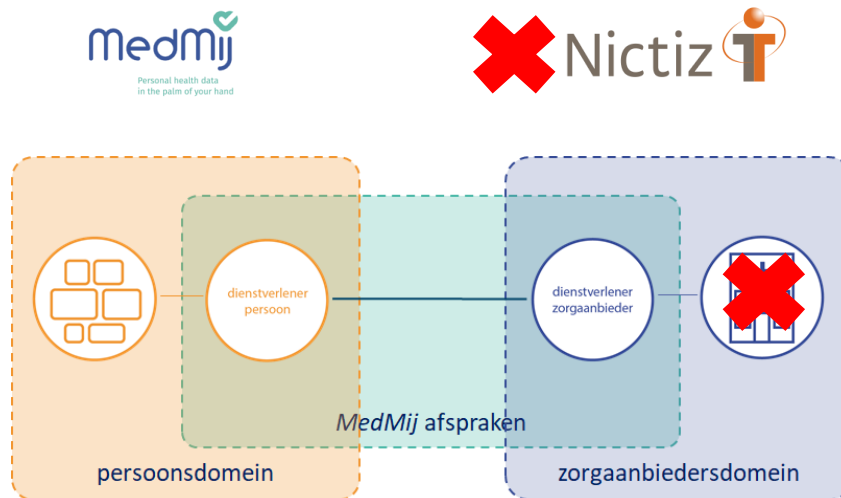 MedMij
Personal health data
in the palm of your hand
Nictiz
dienstverlener
persoon
dienstverlener
zorgaanbieder
MedMij afspraken
persoonsdomein
zorgaanbiedersdomein